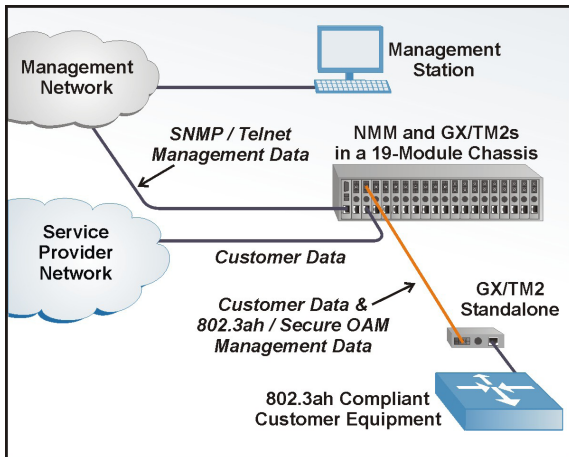 Management
Station
Management
Network
SNMP / Telnet
Management Data
NMM and GX/TM2s
in a 19-Module Chassis
Service
Provider
Network
Customer Data
Customer Data &
802.3ah / Secure OAM
Management Data
GX/TM2
Standalone
802.3ah Compliant
Customer Equipment